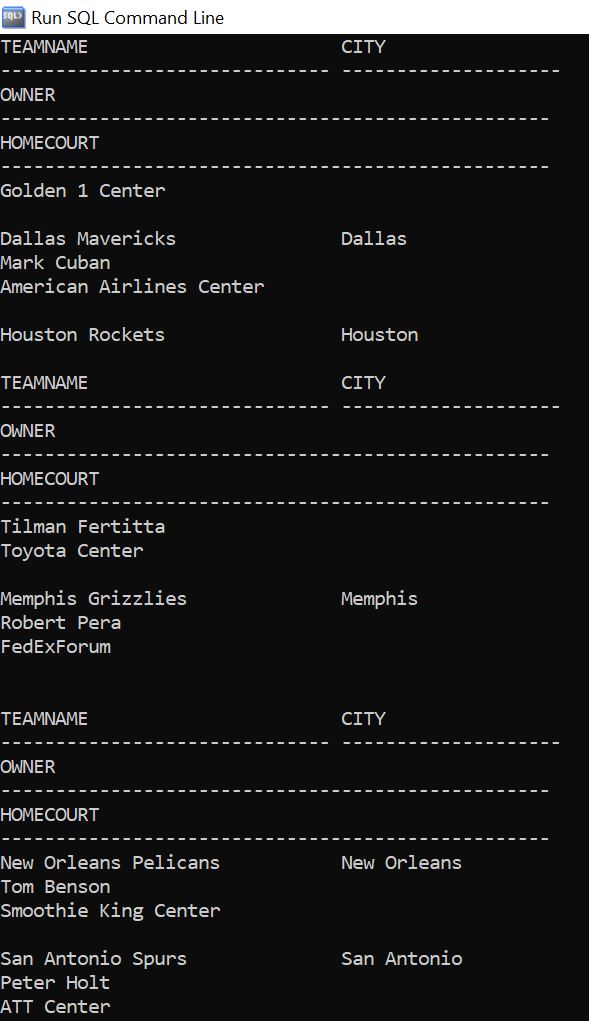 SQL> Run SQL Command Line
TEAMNAME                       CITY
------------------------------ --------------------
OWNER
--------------------------------------------------
HOMECOURT
--------------------------------------------------
Golden 1 Center

Dallas Mavericks               Dallas
Mark Cuban
American Airlines Center

Houston Rockets                Houston

TEAMNAME                       CITY
------------------------------ --------------------
OWNER
--------------------------------------------------
HOMECOURT
--------------------------------------------------
Tilman Fertitta
Toyota Center

Memphis Grizzlies              Memphis
Robert Pera
FedExForum


TEAMNAME                       CITY
------------------------------ --------------------
OWNER
--------------------------------------------------
HOMECOURT
--------------------------------------------------
New Orleans Pelicans           New Orleans
Tom Benson
Smoothie King Center

San Antonio Spurs              San Antonio
Peter Holt
ATT Center